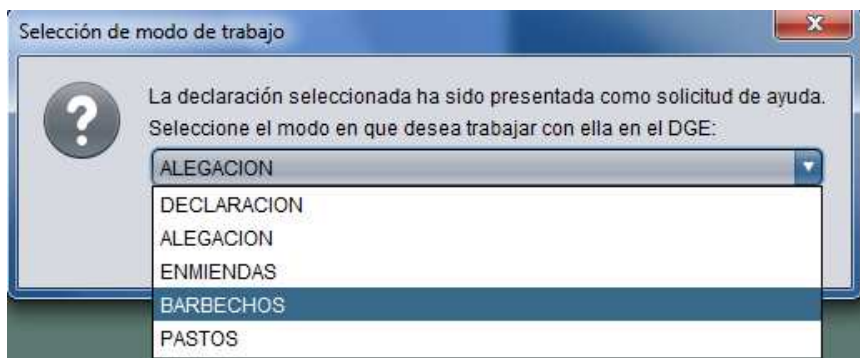 Selección de modo de trabajo
La declaración seleccionada ha sido presentada como solicitud de ayuda.
Seleccione el modo en que desea trabajar con ella en el DGE:
ALEGACION
DECLARACION
ALEGACION
ENMIENDAS
BARBECHOS
PASTOS